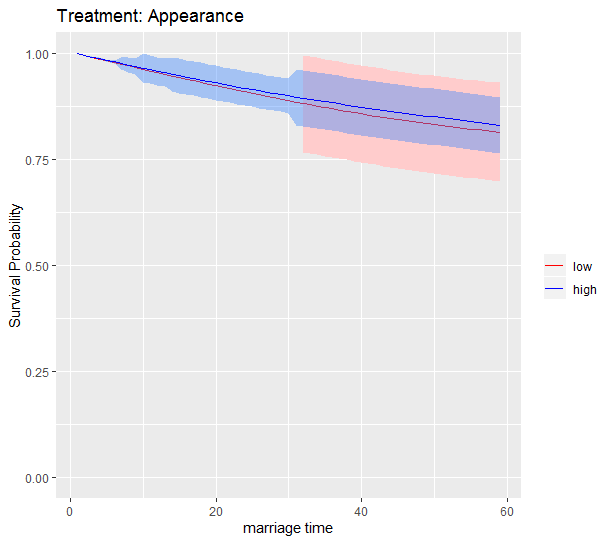 Treatment: Appearance
1.00
0.75
0.50
0.25
0.00
Survival Probability
0
20
40
60
marriage time
low
high